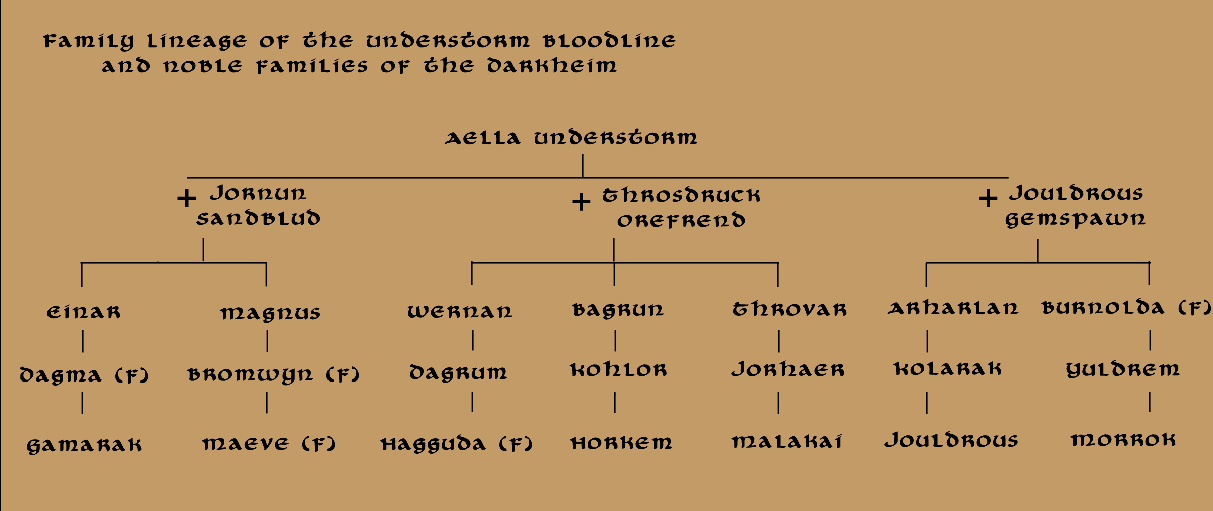 Family lineage of the Understorm Bloodline
and noble families of the Darkheim
Aella Understorm
+ Jornun + Throsdruck + Jouldrous
Sandblud Orefrend Gemspawn
Einar Magnus Wernan Bagrun Throvar Arharlan Burnolda (F)
Dagma (F) Bromwyn (F) Dagrum Kohlor Jorhaer Kolarak Yuldrem
Gamarak Maeve (F) Hagguda (F) Horkem Malakai Jouldrous Morrok